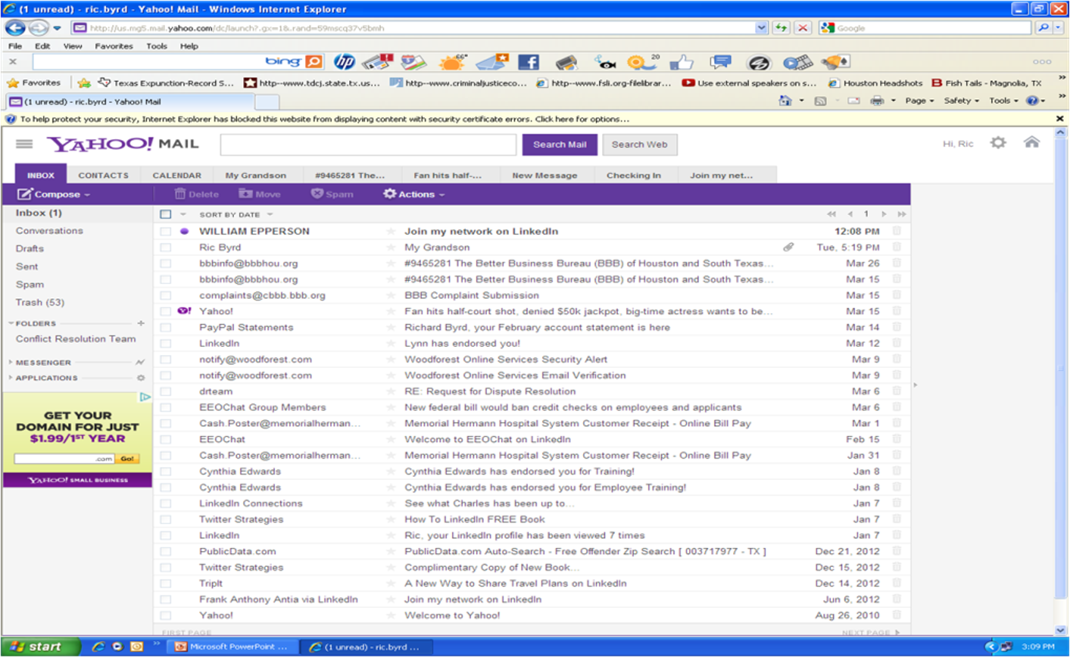 (1 unread) - ric.byrd - Yahoo! Mail - Windows Internet Explorer
http://us.mg5.mail.yahoo.com/dc/launch?.gx=1&.rand=59mscq37v5bmh
Google
File Edit View Favorites Tools Help
bing hp 20
Favorites Texas Expunction-Record S... http--www.tdcj.state.tx.us... http--www.criminaljusticeco... http--www.fsli.org-filelibrar... Use external speakers on s... Houston Headshots Fish Tails - Magnolia, TX
(1 unread) - ric.byrd - Yahoo! Mail
Page Safety Tools
To help protect your security, Internet Explorer has blocked this website from displaying content with security certificate errors. Click here for options...
YAHOO! MAIL Search Mail Search Web Hi, Ric
INBOX CONTACTS CALENDAR My Grandson #9465281 The... Fan hits half-... New Message Checking In Join my net...
Compose Delete Move Spam Actions
Inbox (1)
Conversations
Drafts
Sent
Spam
Trash (53)
FOLDERS +
Conflict Resolution Team
MESSENGER
APPLICATIONS
GET YOUR
DOMAIN FOR JUST
$1.99/1ST YEAR
.com Go!
YAHOO! SMALL BUSINESS
SORT BY DATE 1
WILLIAM EPPERSON Join my network on LinkedIn 12:08 PM
Ric Byrd My Grandson Tue, 5:19 PM
bbbinfo@bbbhou.org #9465281 The Better Business Bureau (BBB) of Houston and South Texas... Mar 26
bbbinfo@bbbhou.org #9465281 The Better Business Bureau (BBB) of Houston and South Texas... Mar 15
complaints@cbbb.bbb.org BBB Complaint Submission Mar 15
Y! Yahoo! Fan hits half-court shot, denied $50k jackpot, big-time actress wants to be... Mar 15
PayPal Statements Richard Byrd, your February account statement is here Mar 14
LinkedIn Lynn has endorsed you! Mar 12
notify@woodforest.com Woodforest Online Services Security Alert Mar 9
notify@woodforest.com Woodforest Online Services Email Verification Mar 9
drteam RE: Request for Dispute Resolution Mar 6
EEOChat Group Members New federal bill would ban credit checks on employees and applicants Mar 6
Cash.Poster@memorialherman... Memorial Hermann Hospital System Customer Receipt - Online Bill Pay Mar 1
EEOChat Welcome to EEOChat on LinkedIn Feb 15
Cash.Poster@memorialherman... Memorial Hermann Hospital System Customer Receipt - Online Bill Pay Jan 31
Cynthia Edwards Cynthia Edwards has endorsed you for Training! Jan 8
Cynthia Edwards Cynthia Edwards has endorsed you for Employee Training! Jan 8
LinkedIn Connections See what Charles has been up to... Jan 7
Twitter Strategies How To LinkedIn FREE Book Jan 7
LinkedIn Ric, your LinkedIn profile has been viewed 7 times Jan 7
PublicData.com PublicData.com Auto-Search - Free Offender Zip Search [ 003717977 - TX ] Dec 21, 2012
Twitter Strategies Complimentary Copy of New Book... Dec 15, 2012
TripIt A New Way to Share Travel Plans on LinkedIn Dec 14, 2012
Frank Anthony Antia via LinkedIn Join my network on LinkedIn Jun 6, 2012
Yahoo! Welcome to Yahoo! Aug 26, 2010
FIRST PAGE NEXT PAGE
start Microsoft PowerPoint ... (1 unread) - ric.byrd ... 3:09 PM